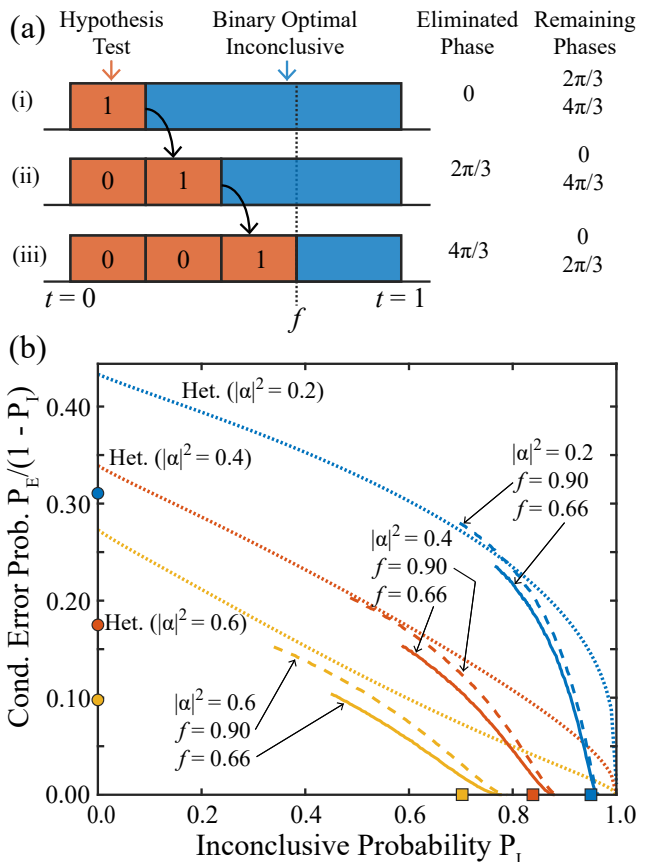 (a)
Hypothesis Test
Binary Optimal Inconclusive
Eliminated Phase
Remaining Phases
(i)
1
0
2π/3
4π/3
(ii)
0 1
2π/3
0
4π/3
(iii)
0 0 1
4π/3
0
2π/3
t = 0
f
t = 1
(b)
Cond. Error Prob. P_E/(1 - P_I)
0.40
0.30
0.20
0.10
0.00
Het. (|α|² = 0.2)
Het. (|α|² = 0.4)
Het. (|α|² = 0.6)
|α|² = 0.2
f = 0.90
f = 0.66
|α|² = 0.4
f = 0.90
f = 0.66
|α|² = 0.6
f = 0.90
f = 0.66
0.0 0.2 0.4 0.6 0.8 1.0
Inconclusive Probability P_I